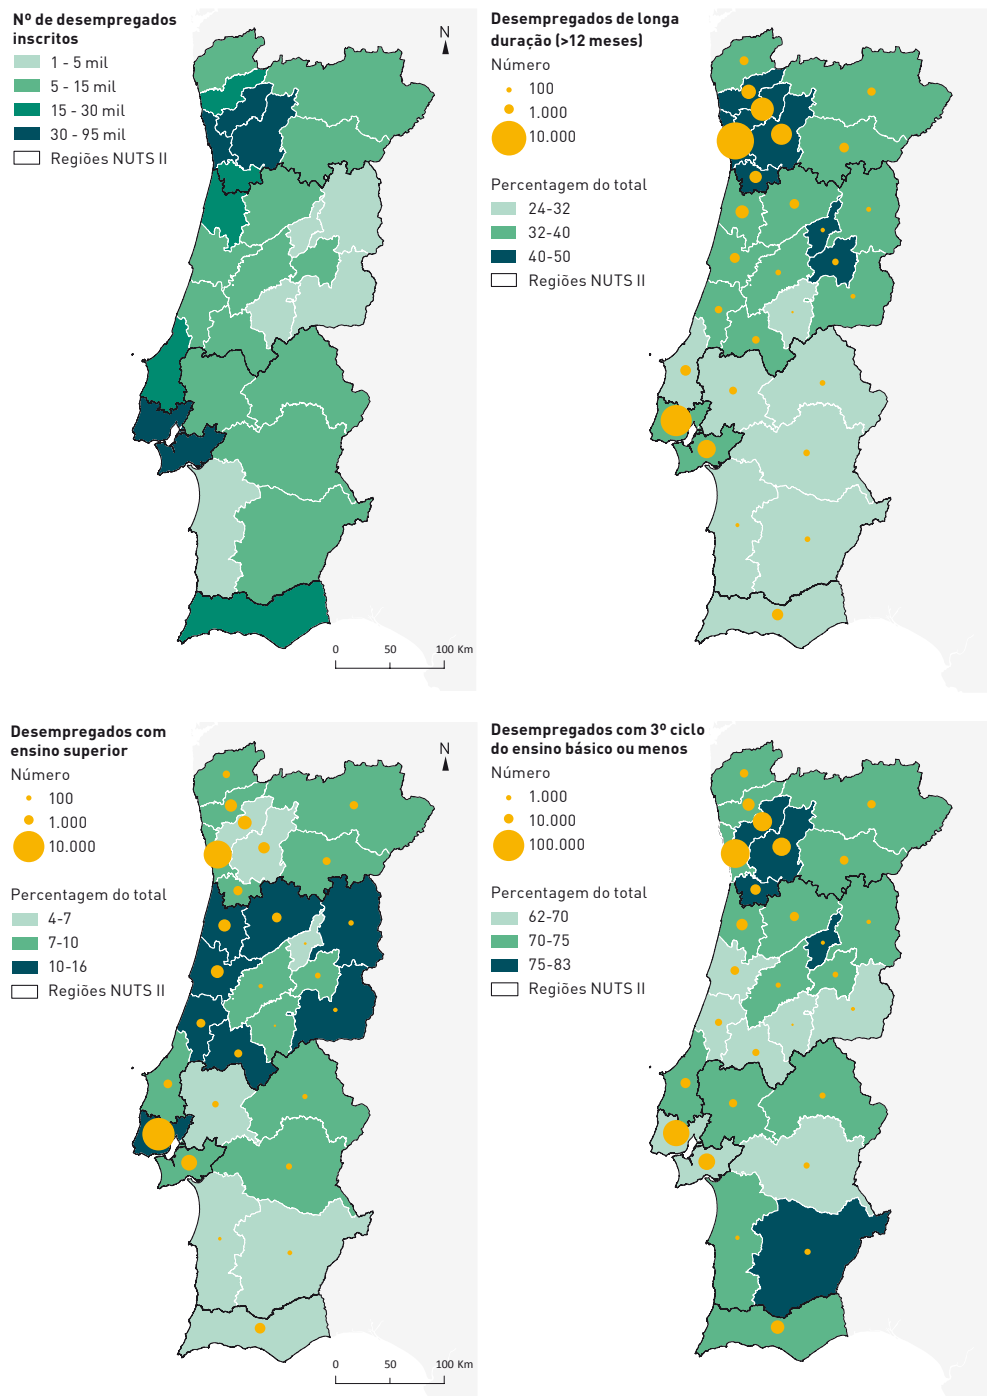 Nº de desempregados
inscritos
1 - 5 mil
5 - 15 mil
15 - 30 mil
30 - 95 mil
Regiões NUTS II
N
0 50 100 Km
Desempregados de longa
duração (>12 meses)
Número
100
1.000
10.000
Percentagem do total
24-32
32-40
40-50
Regiões NUTS II
Desempregados com
ensino superior
Número
100
1.000
10.000
Percentagem do total
4-7
7-10
10-16
Regiões NUTS II
N
0 50 100 Km
Desempregados com 3º ciclo
do ensino básico ou menos
Número
1.000
10.000
100.000
Percentagem do total
62-70
70-75
75-83
Regiões NUTS II